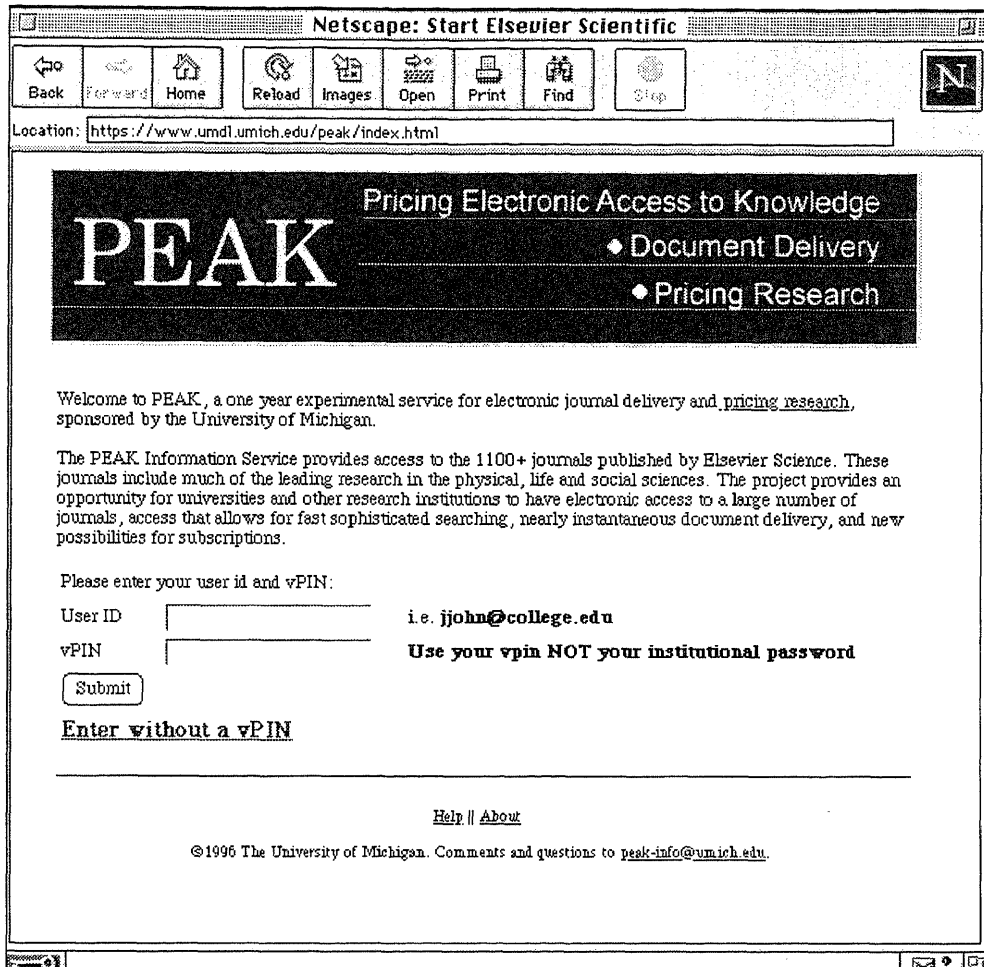 Netscape: Start Elsevier Scientific
Back Forward Home Reload Images Open Print Find Stop
N
Location: https://www.umdl.umich.edu/peak/index.html
PEAK
Pricing Electronic Access to Knowledge
Document Delivery
Pricing Research
Welcome to PEAK, a one year experimental service for electronic journal delivery and pricing research,
sponsored by the University of Michigan.
The PEAK Information Service provides access to the 1100+ journals published by Elsevier Science. These
journals include much of the leading research in the physical, life and social sciences. The project provides an
opportunity for universities and other research institutions to have electronic access to a large number of
journals, access that allows for fast sophisticated searching, nearly instantaneous document delivery, and new
possibilities for subscriptions.
Please enter your user id and vPIN:
User ID i.e. jjohn@college.edu
vPIN Use your vpin NOT your institutional password
Submit
Enter without a vPIN
Help || About
©1996 The University of Michigan. Comments and questions to peak-info@umich.edu.